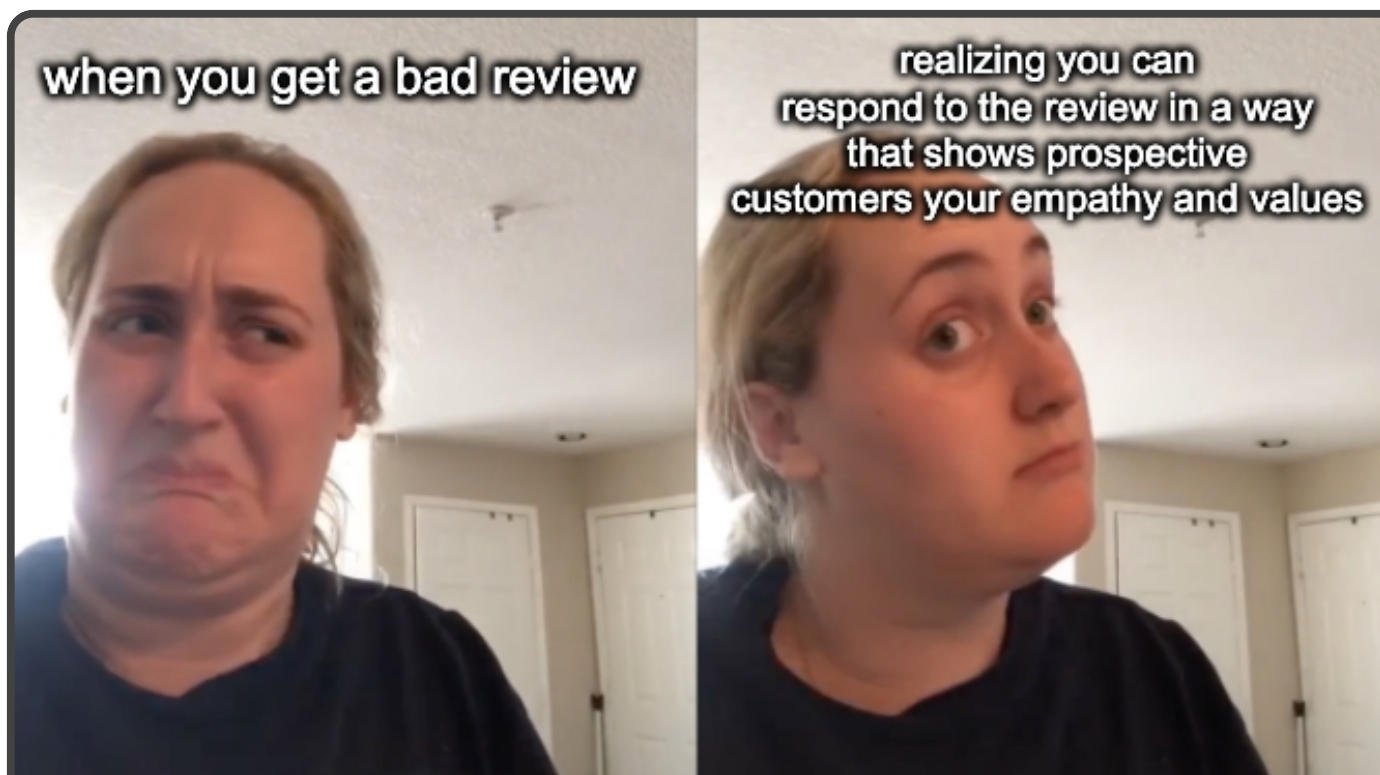 when you get a bad review
realizing you can
respond to the review in a way
that shows prospective
customers your empathy and values